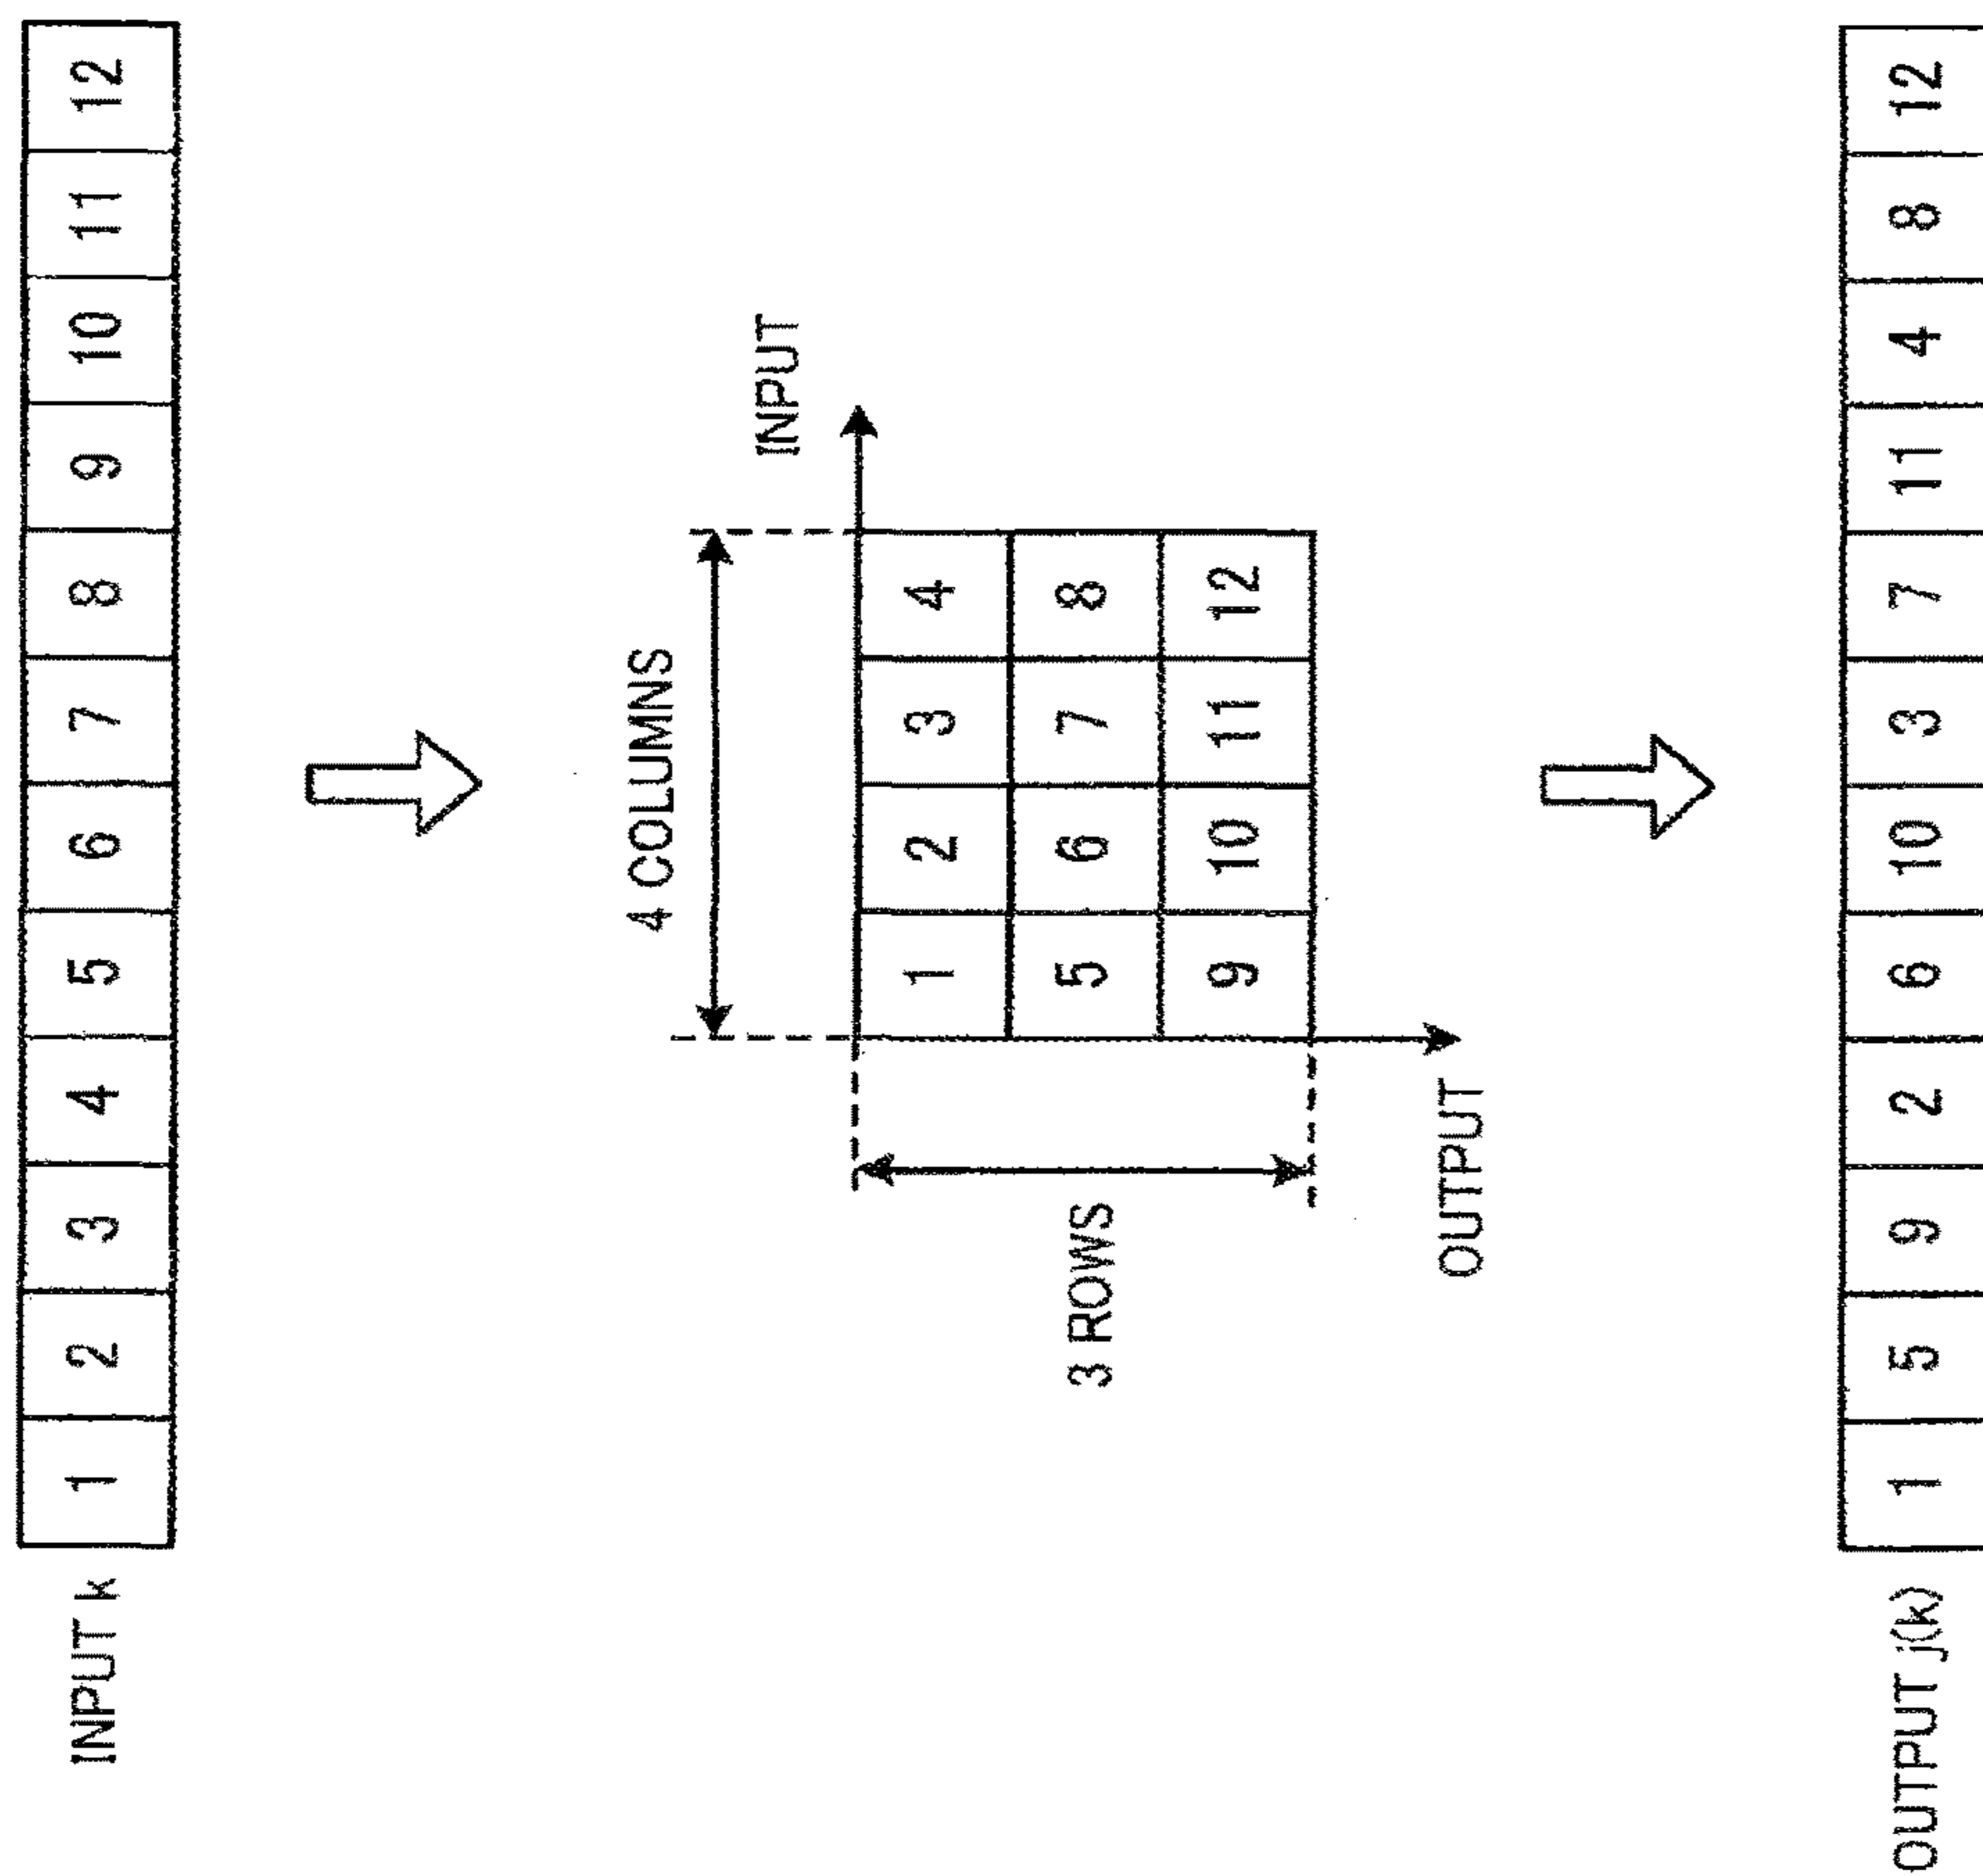 INPUT k 1 2 3 4 5 6 7 8 9 10 11 12
4 COLUMNS
INPUT
3 ROWS
1 2 3 4
5 6 7 8
9 10 11 12
OUTPUT
OUTPUT j(k) 1 5 9 2 6 10 3 7 11 4 8 12